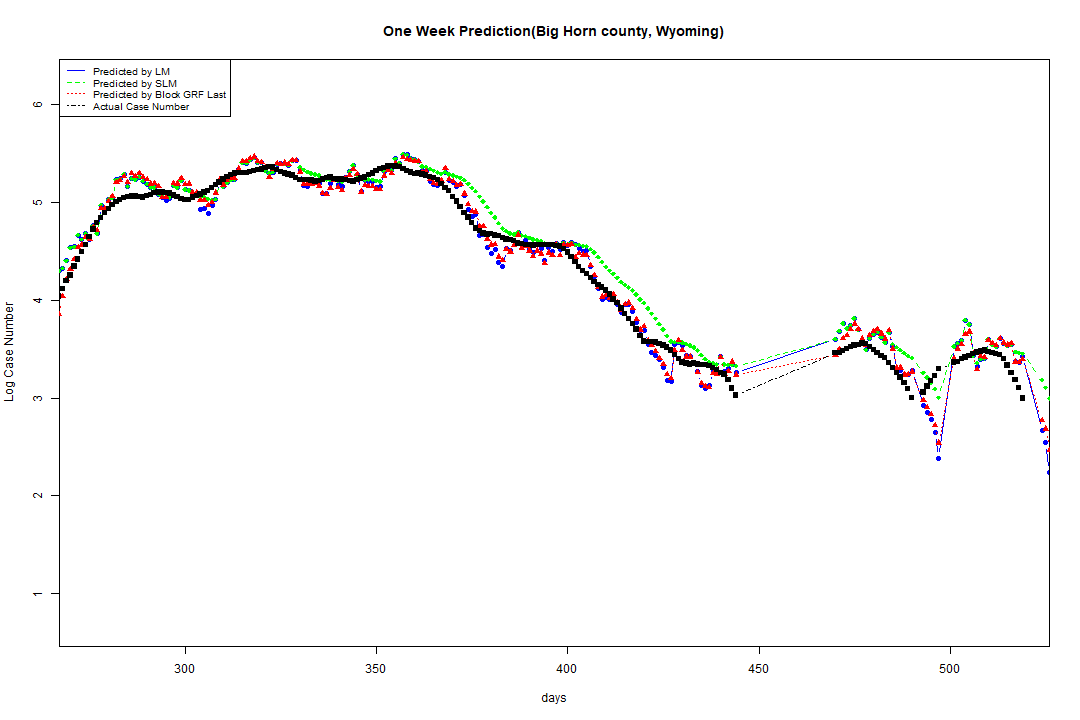 One Week Prediction(Big Horn county, Wyoming)
Predicted by LM
Predicted by SLM
Predicted by Block GRF Last
Actual Case Number
Log Case Number
6
5
4
3
2
1
300
350
400
450
500
days